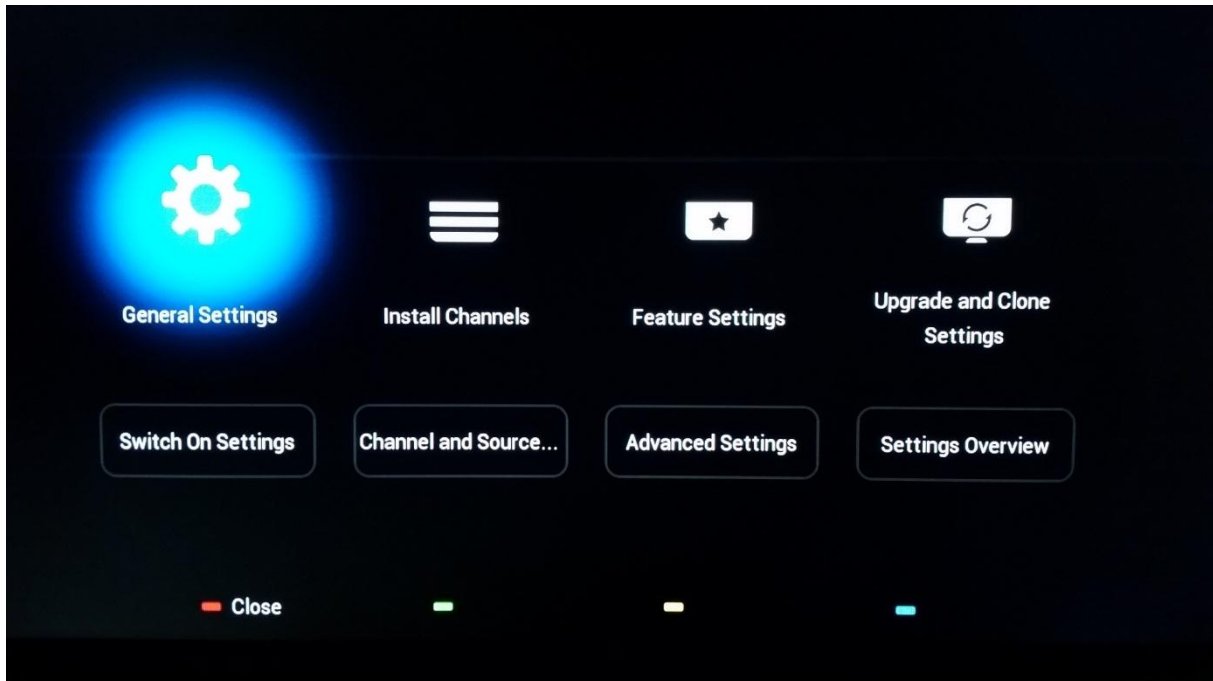 General Settings
Install Channels
Feature Settings
Upgrade and Clone
Settings
Switch On Settings
Channel and Source...
Advanced Settings
Settings Overview
Close